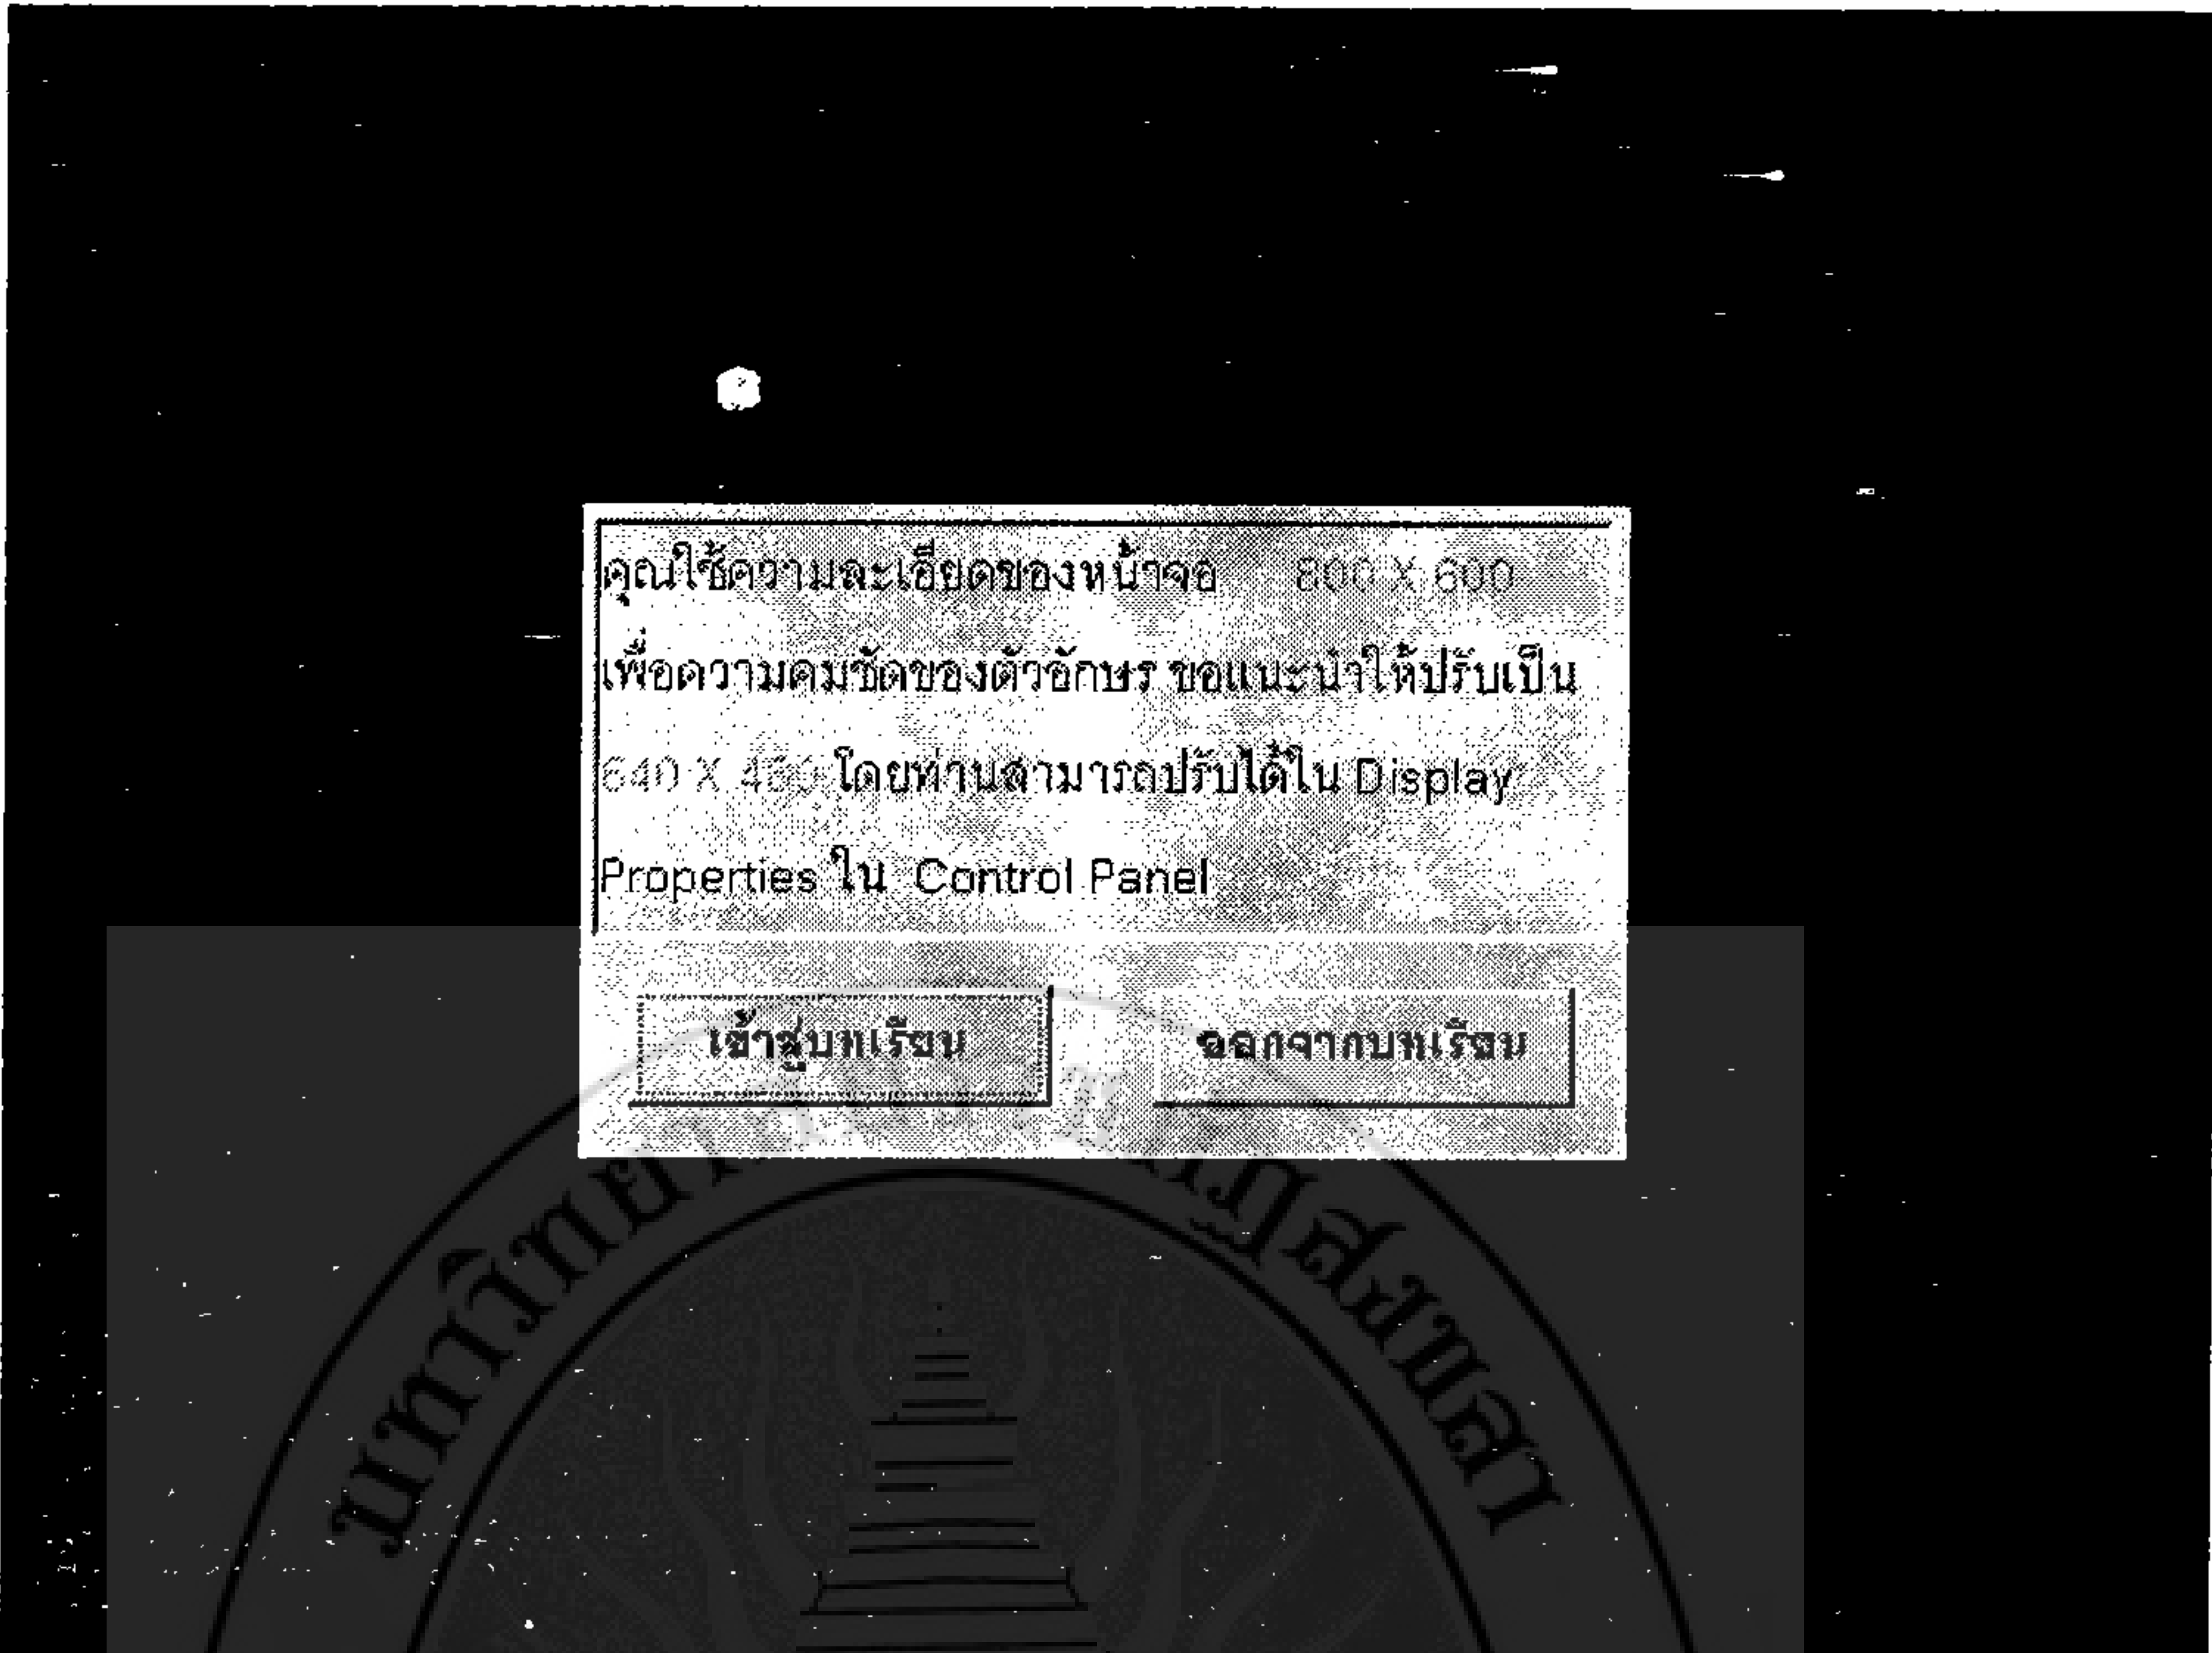 คุณใช้ความละเอียดของหน้าจอ 800 X 600
เพื่อความคมชัดของตัวอักษร ขอแนะนำให้ปรับเป็น
640 X 480 โดยท่านสามารถปรับได้ใน Display
Properties ใน Control Panel
เข้าสู่บทเรียน ออกจากบทเรียน